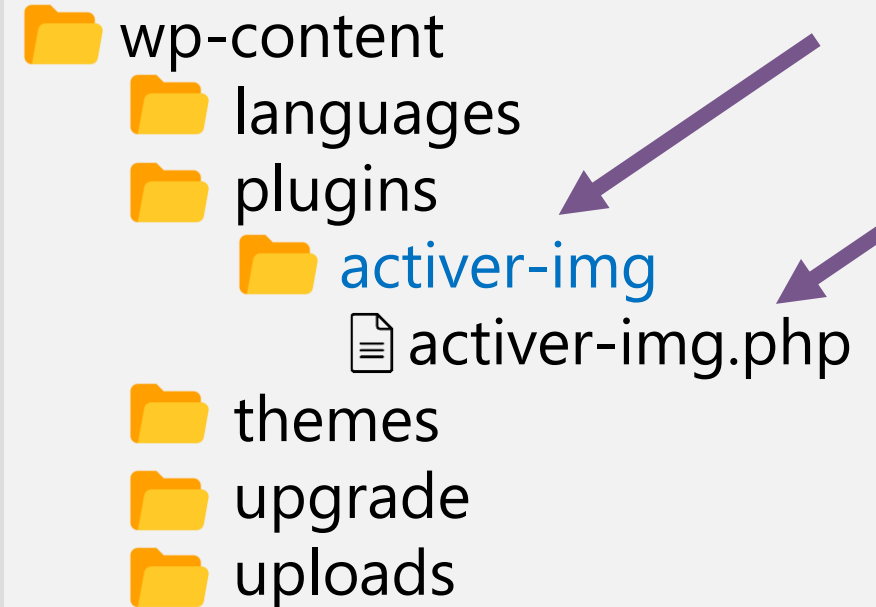 wp-content
languages
plugins
activer-img
activer-img.php
themes
upgrade
uploads